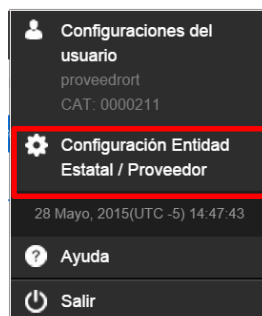 Configuraciones del
usuario
proveedrort
CAT: 0000211
Configuración Entidad
Estatal / Proveedor
28 Mayo, 2015(UTC -5) 14:47:43
? Ayuda
Salir